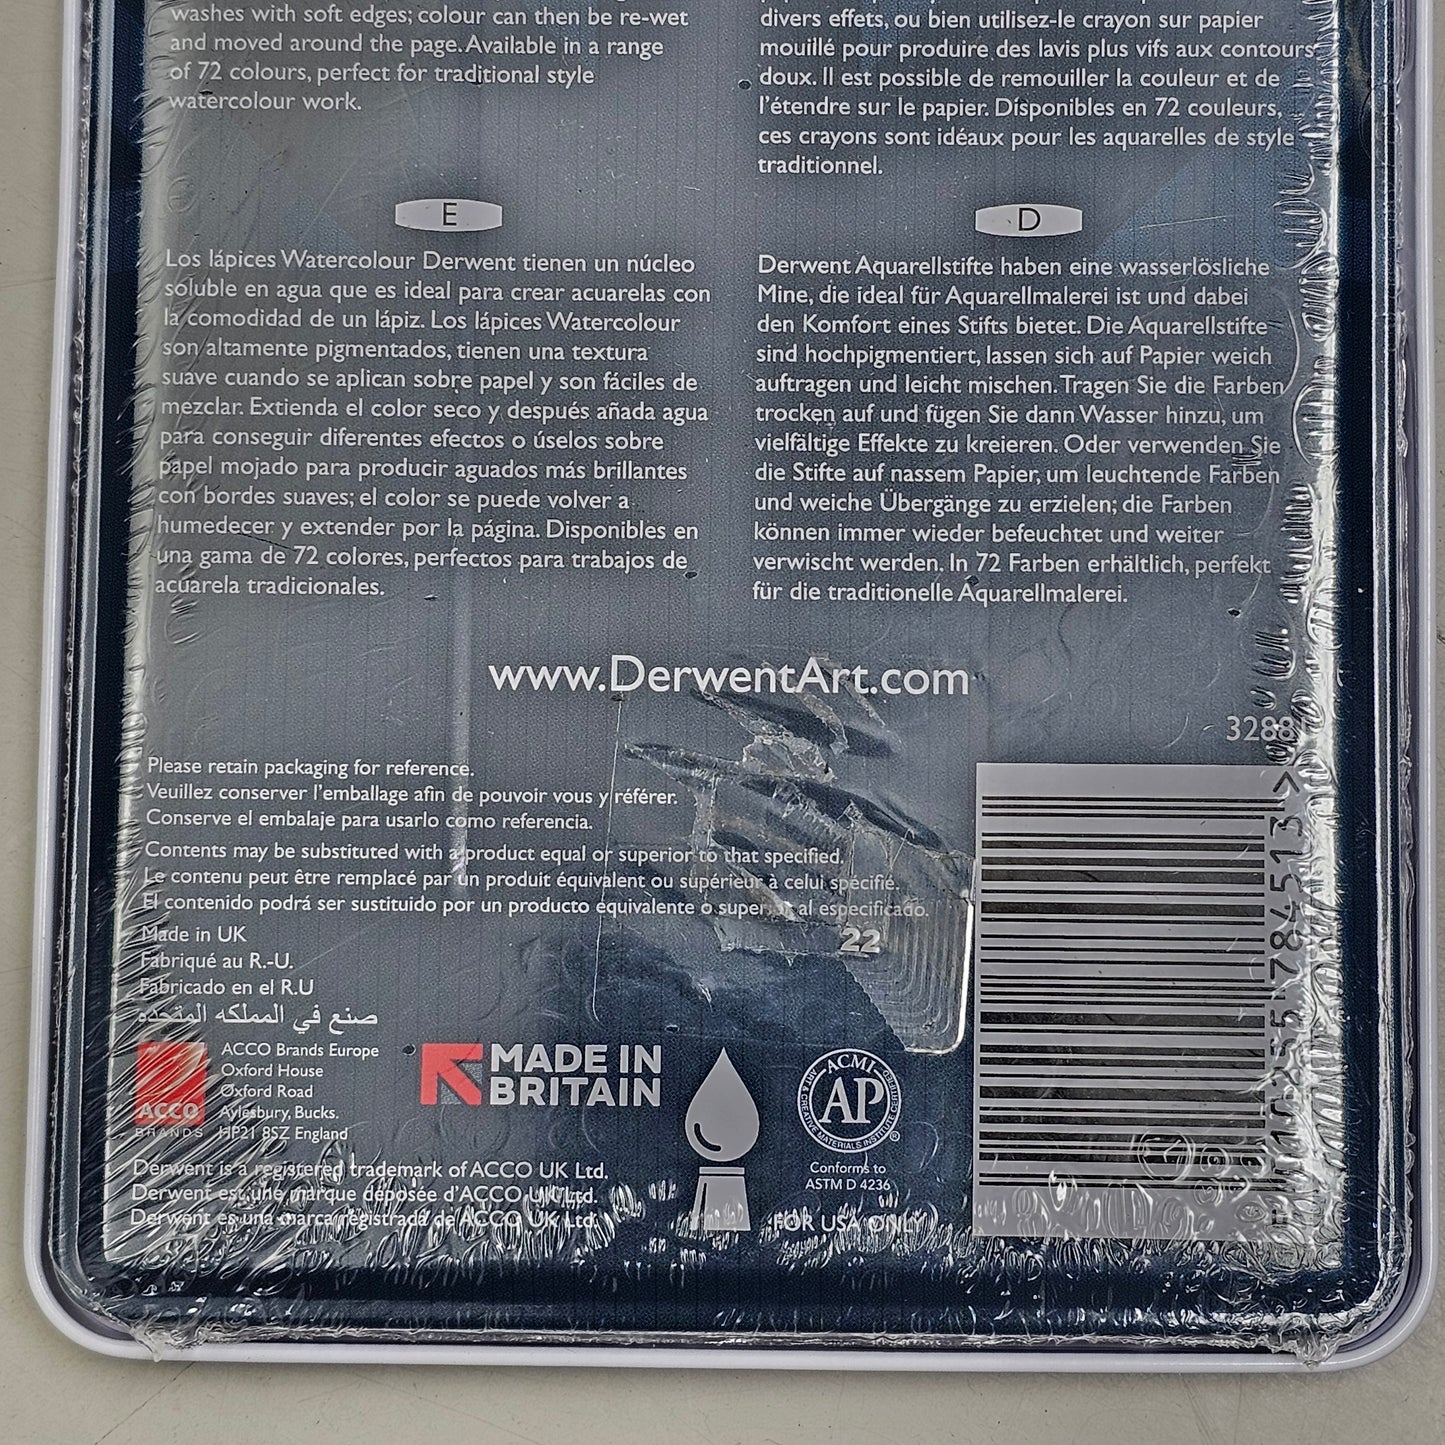 washes with soft edges; colour can then be re-wet
and moved around the page. Available in a range
of 72 colours, perfect for traditional style
watercolour work.
divers effets, ou bien utilisez-le crayon sur papier
mouillé pour produire des lavis plus vifs aux contours
doux. Il est possible de remouiller la couleur et de
l'étendre sur le papier. Disponibles en 72 couleurs,
ces crayons sont idéaux pour les aquarelles de style
traditionnel.
E
Los lápices Watercolour Derwent tienen un núcleo
soluble en agua que es ideal para crear acuarelas con
la comodidad de un lápiz. Los lápices Watercolour
son altamente pigmentados, tienen una textura
suave cuando se aplican sobre papel y son fáciles de
mezclar. Extienda el color seco y después añada agua
para conseguir diferentes efectos o úselos sobre
papel mojado para producir aguados más brillantes
con bordes suaves; el color se puede volver a
humedecer y extender por la página. Disponibles en
una gama de 72 colores, perfectos para trabajos de
acuarela tradicionales.
D
Derwent Aquarellstifte haben eine wasserlösliche
Mine, die ideal für Aquarellmalerei ist und dabei
den Komfort eines Stifts bietet. Die Aquarellstifte
sind hochpigmentiert, lassen sich auf Papier weich
auftragen und leicht mischen. Tragen Sie die Farben
trocken auf und fügen Sie dann Wasser hinzu, um
vielfältige Effekte zu kreieren. Oder verwenden Sie
die Stifte auf nassem Papier, um leuchtende Farben
und weiche Übergänge zu erzielen; die Farben
können immer wieder befeuchtet und weiter
verwischt werden. In 72 Farben erhältlich, perfekt
für die traditionelle Aquarellmalerei.
www.DerwentArt.com
Please retain packaging for reference.
Veuillez conserver l'emballage afin de pouvoir vous y référer.
Conserve el embalaje para usarlo como referencia.
Contents may be substituted with a product equal or superior to that specified.
Le contenu peut être remplacé par un produit équivalent ou supérieur à celui spécifié.
El contenido podrá ser sustituido por un producto equivalente o superior al especificado.
22
Made in UK
Fabriqué au R.-U.
Fabricado en el R.U
صنع في المملكه المتحده
ACCO
BRANDS
ACCO Brands Europe
Oxford House
Oxford Road
Aylesbury, Bucks.
HP21 8SZ England
MADE IN
BRITAIN
ACMI
AP
ART & CREATIVE MATERIALS INSTITUTE CERTIFIED
®
Conforms to
ASTM D 4236
FOR USA ONLY
Derwent is a registered trademark of ACCO UK Ltd.
Derwent est une marque déposée d'ACCO UK Ltd.
Derwent es una marca registrada de ACCO UK Ltd.